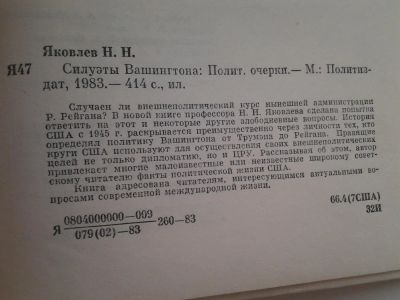 Яковлев Н. Н.
Я47 Силуэты Вашингтона: Полит. очерки.— М.: Политиз-
дат, 1983.— 414 с., ил.
Случаен ли внешнеполитический курс нынешней администрации
Р. Рейгана? В новой книге профессора Н. Н. Яковлева сделана попытка
ответить на этот и некоторые другие злободневные вопросы. История
США с 1945 г. раскрывается преимущественно через личности тех, кто
определял политику Вашингтона от Трумэна до Рейгана. Правящие
круги США используют для осуществления своих внешнеполитических
целей не только дипломатию, но и ЦРУ. Рассказывая об этом, автор
привлекает многие малоизвестные или неизвестные широкому совет-
скому читателю факты политической жизни США.
Книга адресована читателям, интересующимся актуальными во-
просами современной международной жизни.
Я 0804000000—009
079(02)—83
260—83
66.4(7США)
32И